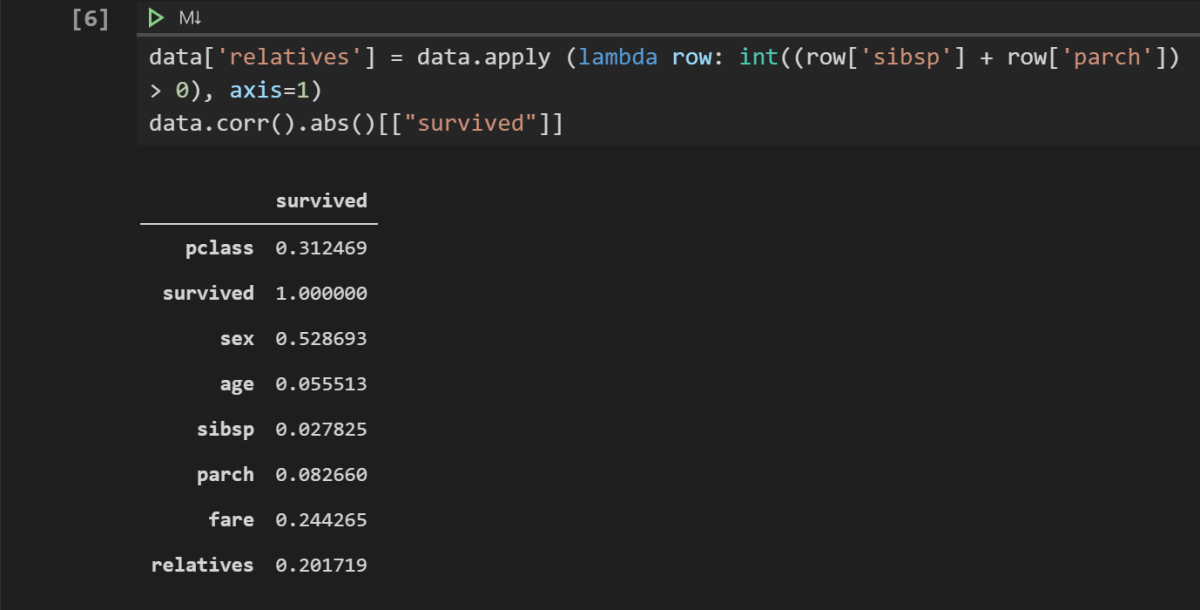 [6] M↓
data['relatives'] = data.apply (lambda row: int((row['sibsp'] + row['parch'])
> 0), axis=1)
data.corr().abs()[["survived"]]
survived
pclass 0.312469
survived 1.000000
sex 0.528693
age 0.055513
sibsp 0.027825
parch 0.082660
fare 0.244265
relatives 0.201719